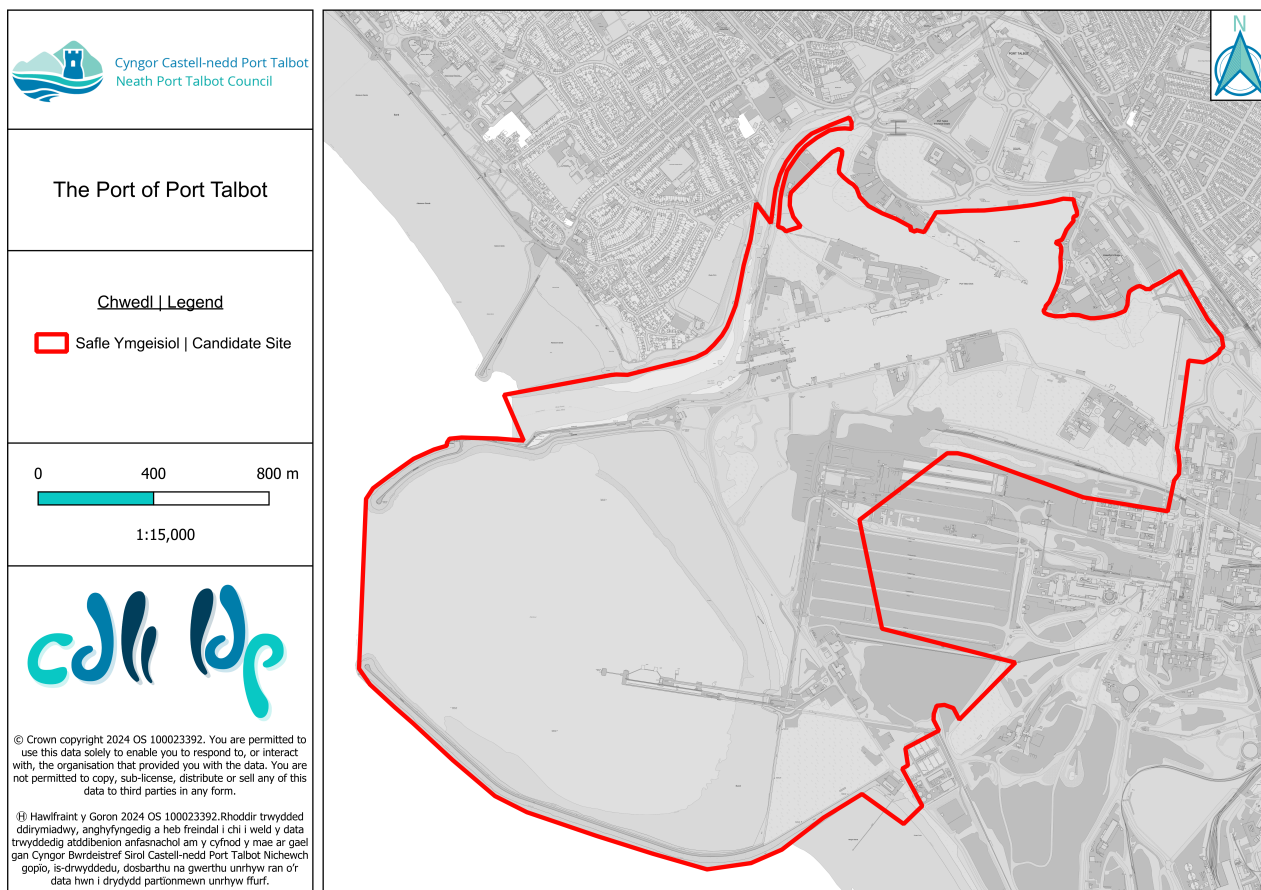 Cyngor Castell-nedd Port Talbot
Neath Port Talbot Council
The Port of Port Talbot
Chwedl | Legend
Safle Ymgeisiol | Candidate Site
0 400 800 m
1:15,000
cdll ldp
© Crown copyright 2024 OS 100023392. You are permitted to
use this data solely to enable you to respond to, or interact
with, the organisation that provided you with the data. You are
not permitted to copy, sub-license, distribute or sell any of this
data to third parties in any form.
Ⓗ Hawlfraint y Goron 2024 OS 100023392.Rhoddir trwydded
ddirymiadwy, anghyfyngedig a heb freindal i chi i weld y data
trwyddedig atddibenion anfasnachol am y cyfnod y mae ar gael
gan Cyngor Bwrdeistref Sirol Castell-nedd Port Talbot Nichewch
gopïo, is-drwyddedu, dosbarthu na gwerthu unrhyw ran o'r
data hwn i drydydd partïonmewn unrhyw ffurf.
N